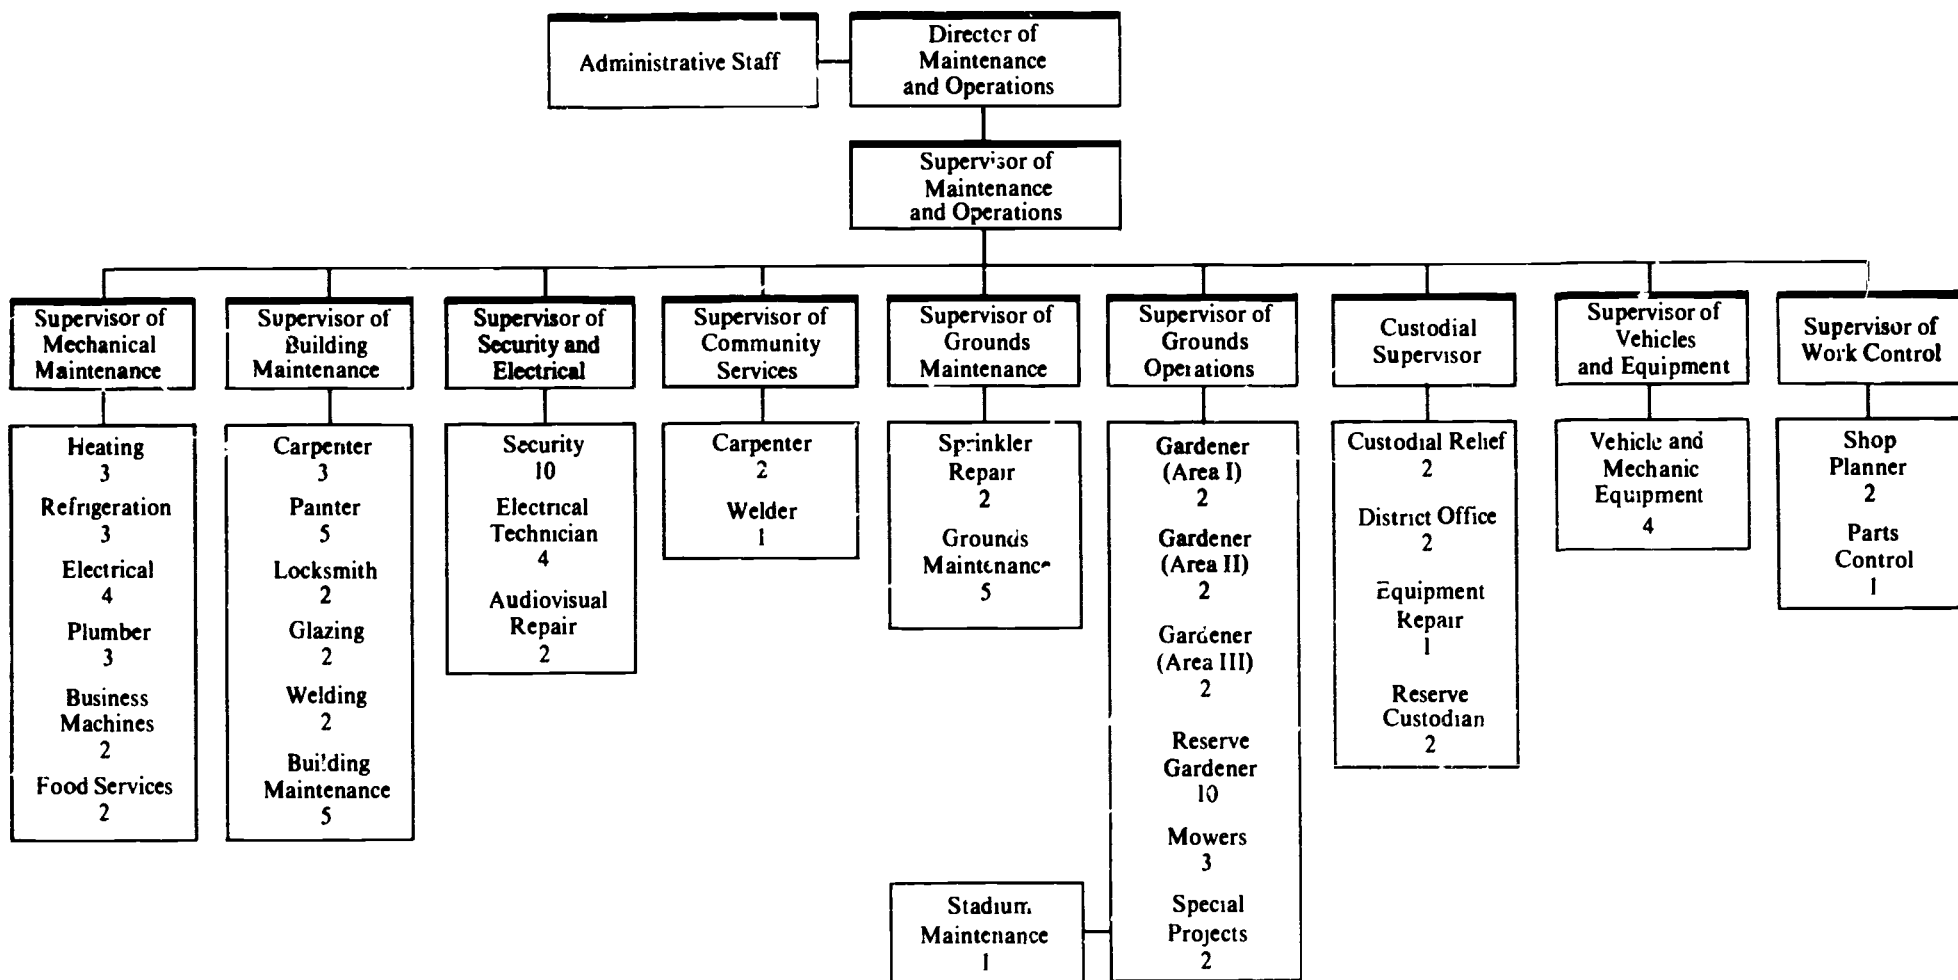 Administrative Staff
Director of
Maintenance
and Operations
Supervisor of
Maintenance
and Operations
Supervisor of
Mechanical
Maintenance
Heating
3
Refrigeration
3
Electrical
4
Plumber
3
Business
Machines
2
Food Services
2
Supervisor of
Building
Maintenance
Carpenter
3
Painter
5
Locksmith
2
Glazing
2
Welding
2
Building
Maintenance
5
Supervisor of
Security and
Electrical
Security
10
Electrical
Technician
4
Audiovisual
Repair
2
Supervisor of
Community
Services
Carpenter
2
Welder
1
Supervisor of
Grounds
Maintenance
Sprinkler
Repair
2
Grounds
Maintenance
5
Supervisor of
Grounds
Operations
Gardener
(Area I)
2
Gardener
(Area II)
2
Gardener
(Area III)
2
Reserve
Gardener
10
Mowers
3
Special
Projects
2
Stadium
Maintenance
1
Custodial
Supervisor
Custodial Relief
2
District Office
2
Equipment
Repair
1
Reserve
Custodian
2
Supervisor of
Vehicles
and Equipment
Vehicle and
Mechanic
Equipment
4
Supervisor of
Work Control
Shop
Planner
2
Parts
Control
1